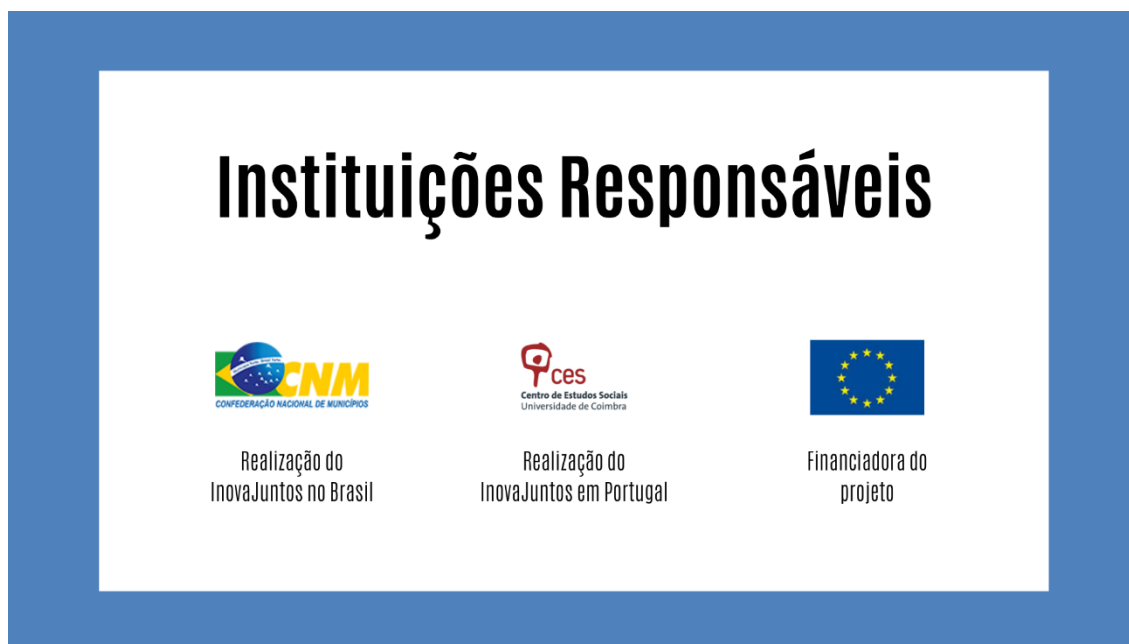 Instituições Responsáveis
CNM
CONFEDERAÇÃO NACIONAL DE MUNICÍPIOS
ces
Centro de Estudos Sociais
Universidade de Coimbra
Realização do
InovaJuntos no Brasil
Realização do
InovaJuntos em Portugal
Financiadora do
projeto